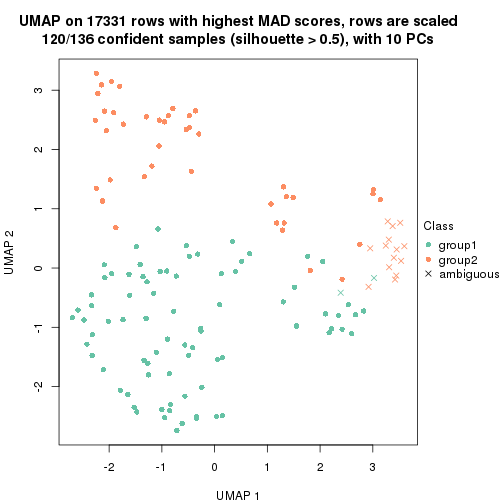 UMAP on 17331 rows with highest MAD scores, rows are scaled
120/136 confident samples (silhouette > 0.5), with 10 PCs
3
2
1
0
-1
-2
UMAP 2
-2
-1
0
1
2
3
UMAP 1
Class
group1
group2
ambiguous